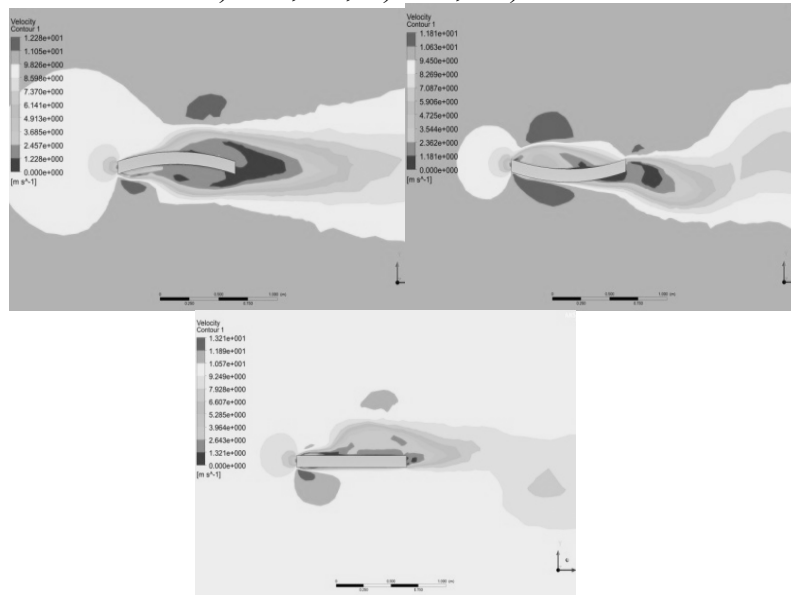 Velocity
Contour 1
1.228e+001
1.105e+001
9.826e+000
8.598e+000
7.370e+000
6.141e+000
4.913e+000
3.685e+000
2.457e+000
1.228e+000
0.000e+000
[m s^-1]
Velocity
Contour 1
1.181e+001
1.063e+001
9.450e+000
8.269e+000
7.087e+000
5.906e+000
4.725e+000
3.544e+000
2.362e+000
1.181e+000
0.000e+000
[m s^-1]
Velocity
Contour 1
1.321e+001
1.189e+001
1.057e+001
9.249e+000
7.928e+000
6.607e+000
5.285e+000
3.964e+000
2.643e+000
1.321e+000
0.000e+000
[m s^-1]